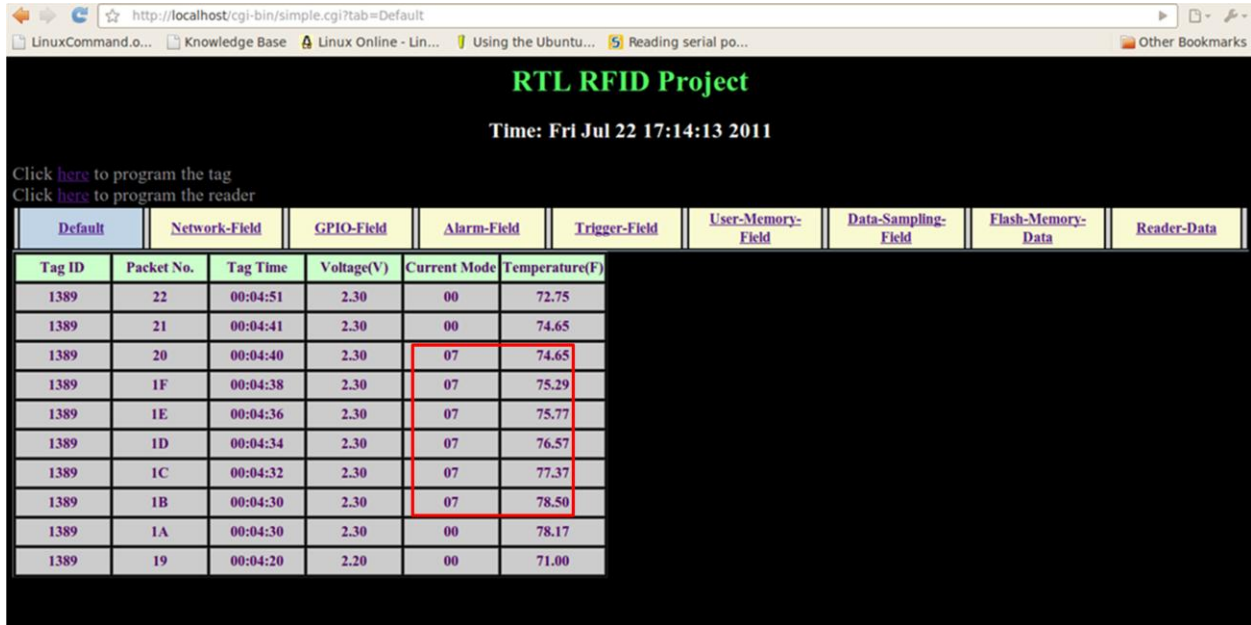 http://localhost/cgi-bin/simple.cgi?tab=Default
LinuxCommand.o... Knowledge Base Linux Online - Lin... Using the Ubuntu... Reading serial po... Other Bookmarks
RTL RFID Project
Time: Fri Jul 22 17:14:13 2011
Click here to program the tag
Click here to program the reader
Default Network-Field GPIO-Field Alarm-Field Trigger-Field User-Memory-Field Data-Sampling-Field Flash-Memory-Data Reader-Data
Tag ID Packet No. Tag Time Voltage(V) Current Mode Temperature(F)
1389 22 00:04:51 2.30 00 72.75
1389 21 00:04:41 2.30 00 74.65
1389 20 00:04:40 2.30 07 74.65
1389 1F 00:04:38 2.30 07 75.29
1389 1E 00:04:36 2.30 07 75.77
1389 1D 00:04:34 2.30 07 76.57
1389 1C 00:04:32 2.30 07 77.37
1389 1B 00:04:30 2.30 07 78.50
1389 1A 00:04:30 2.30 00 78.17
1389 19 00:04:20 2.20 00 71.00